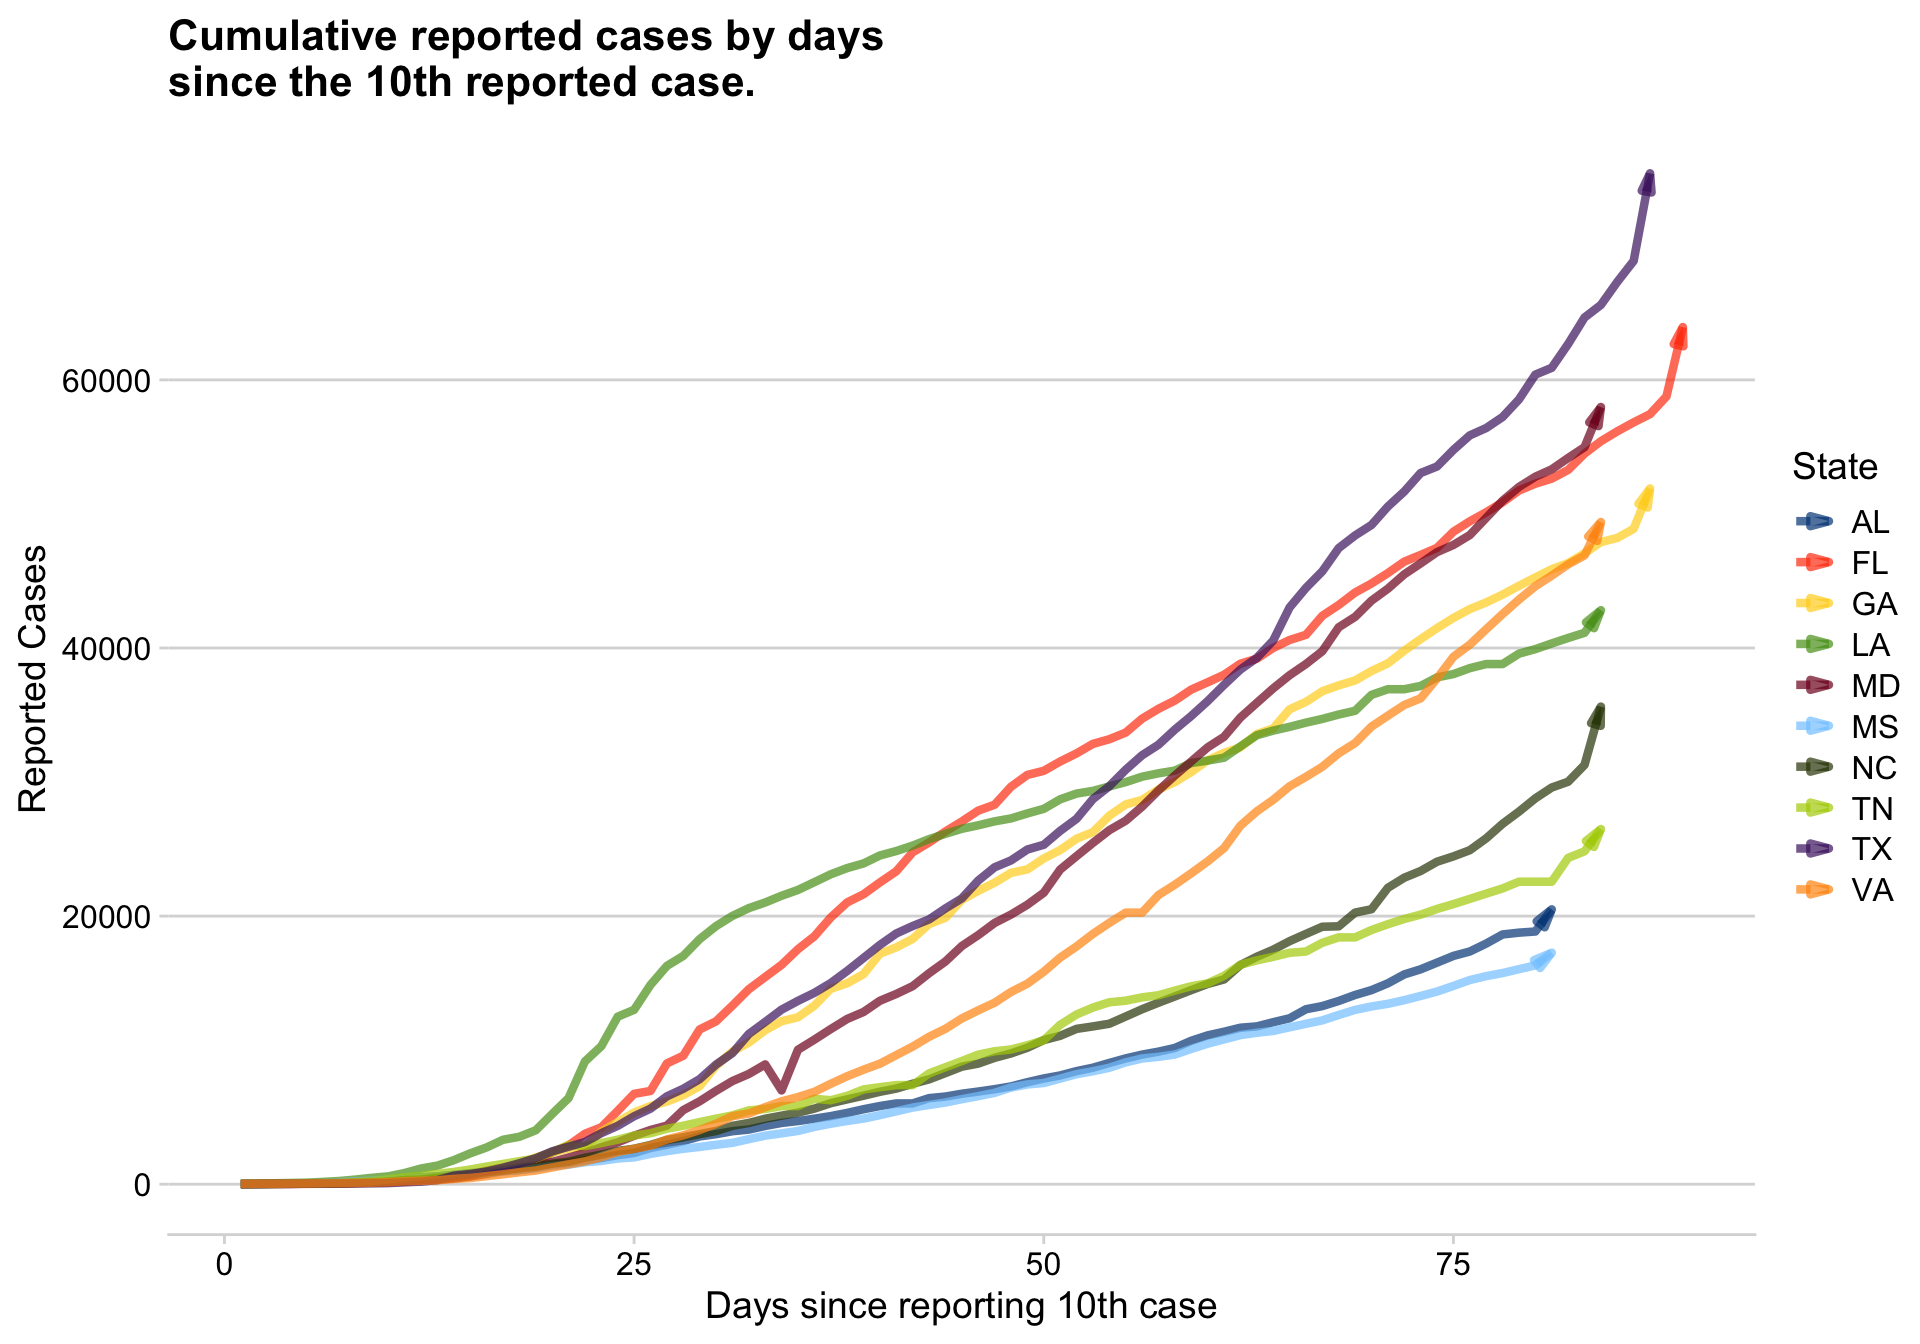 Cumulative reported cases by days
since the 10th reported case.
Reported Cases
60000
40000
20000
0
0
25
50
75
Days since reporting 10th case
State
AL
FL
GA
LA
MD
MS
NC
TN
TX
VA